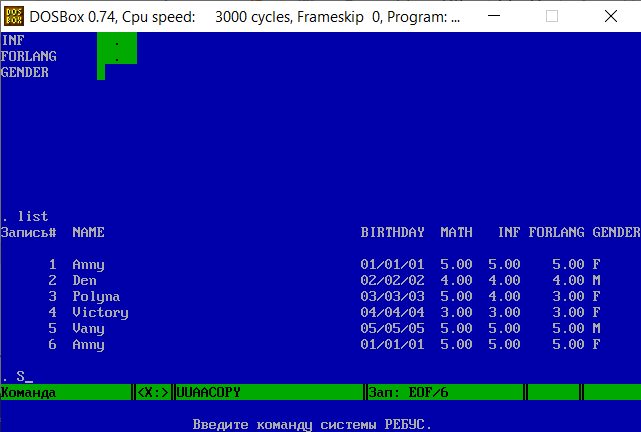 DOS BOX DOSBox 0.74, Cpu speed: 3000 cycles, Frameskip 0, Program: ...
INF .
FORLANG .
GENDER
. list
Запись# NAME BIRTHDAY MATH INF FORLANG GENDER
1 Anny 01/01/01 5.00 5.00 5.00 F
2 Den 02/02/02 4.00 4.00 4.00 M
3 Polyna 03/03/03 5.00 4.00 3.00 F
4 Victory 04/04/04 3.00 3.00 3.00 F
5 Vany 05/05/05 5.00 5.00 5.00 M
6 Anny 01/01/01 5.00 5.00 5.00 F
. S_
Команда <X:> UUAACOPY Зап: EOF/6
Введите команду системы РЕБУС.